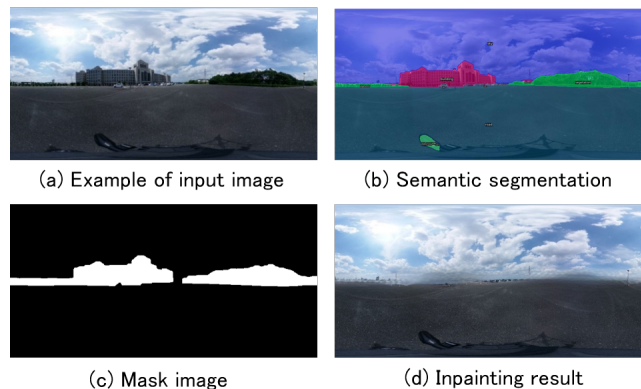 (a) Example of input image
(b) Semantic segmentation
(c) Mask image
(d) Inpainting result